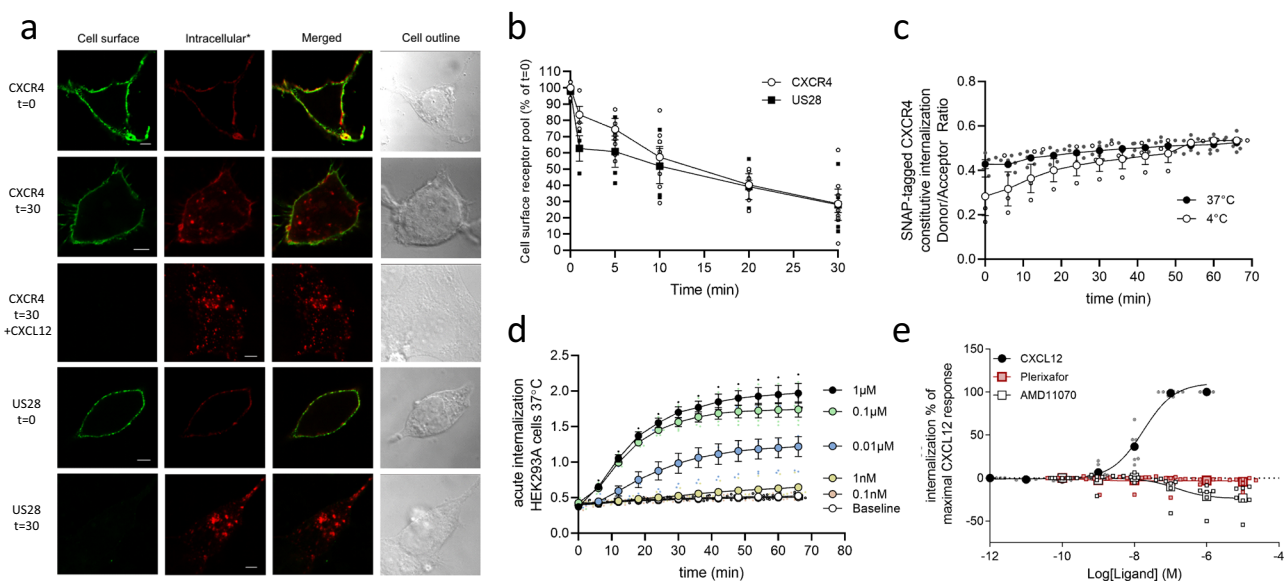 a
Cell surface
Intracellular*
Merged
Cell outline
CXCR4
t=0
CXCR4
t=30
CXCR4
t=30
+CXCL12
US28
t=0
US28
t=30
b
Cell surface receptor pool (% of t=0)
110
100
90
80
70
60
50
40
30
20
10
0
0
5
10
15
20
25
30
Time (min)
CXCR4
US28
c
SNAP-tagged CXCR4
constitutive internalization
Donor/Acceptor Ratio
0.8
0.6
0.4
0.2
0.0
0
10
20
30
40
50
60
70
time (min)
37°C
4°C
d
acute internalization
HEK293A cells 37°C
2.5
2.0
1.5
1.0
0.5
0.0
0
10
20
30
40
50
60
70
80
time (min)
1µM
0.1µM
0.01µM
1nM
0.1nM
Baseline
e
internalization % of
maximal CXCL12 response
150
100
50
0
-50
-12
-10
-8
-6
-4
Log[Ligand] (M)
CXCL12
Plerixafor
AMD11070